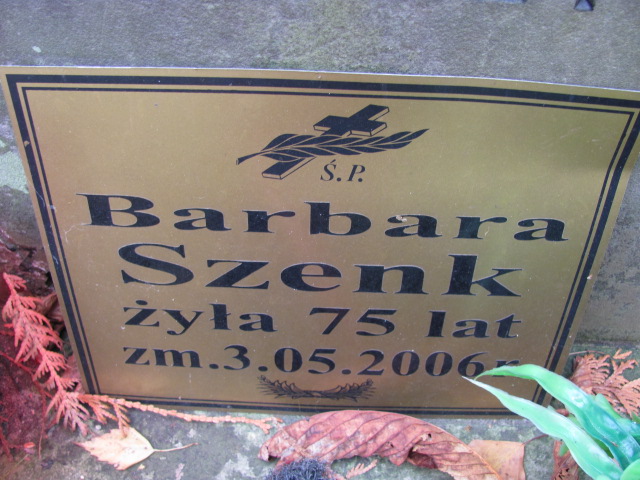 Ś.P.
Barbara
Szenk
żyła 75 lat
zm.3.05.2006r